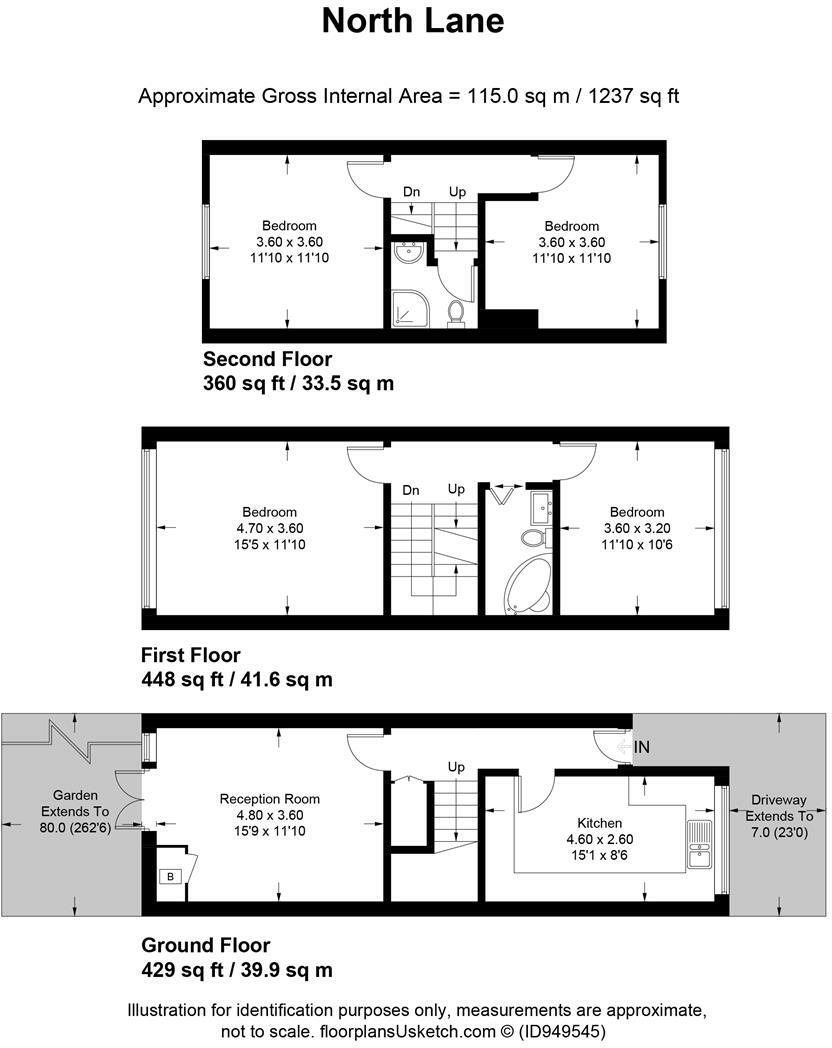 North Lane
Approximate Gross Internal Area = 115.0 sq m / 1237 sq ft
Dn
Up
Bedroom
3.60 x 3.60
11'10 x 11'10
Bedroom
3.60 x 3.60
11'10 x 11'10
Second Floor
360 sq ft / 33.5 sq m
Dn
Up
Bedroom
4.70 x 3.60
15'5 x 11'10
Bedroom
3.60 x 3.20
11'10 x 10'6
First Floor
448 sq ft / 41.6 sq m
IN
Up
Garden
Extends To
80.0 (262'6)
Reception Room
4.80 x 3.60
15'9 x 11'10
Kitchen
4.60 x 2.60
15'1 x 8'6
Driveway
Extends To
7.0 (23'0)
B
Ground Floor
429 sq ft / 39.9 sq m
Illustration for identification purposes only, measurements are approximate,
not to scale. floorplansUsketch.com © (ID949545)